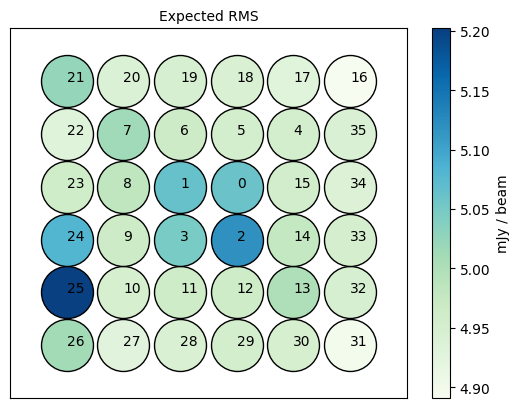 Expected RMS
21 20 19 18 17 16
22 7 6 5 4 35
23 8 1 0 15 34
24 9 3 2 14 33
25 10 11 12 13 32
26 27 28 29 30 31
5.20
5.15
5.10
5.05
5.00
4.95
4.90
mJy / beam